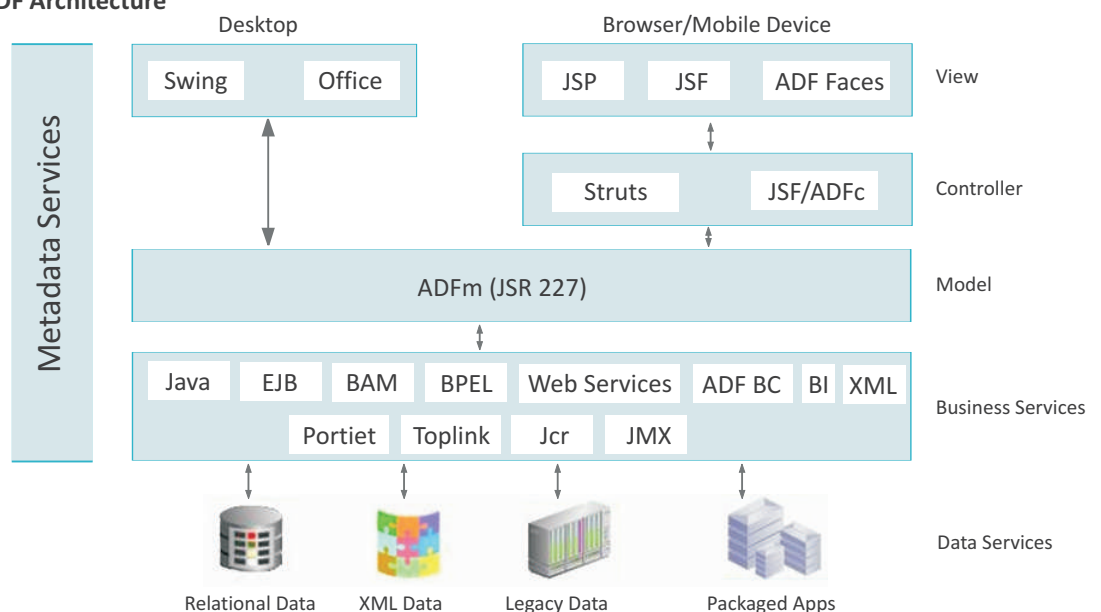 DF Architecture
Desktop
Browser/Mobile Device
Metadata Services
Swing
Office
JSP
JSF
ADF Faces
View
Struts
JSF/ADFc
Controller
ADFm (JSR 227)
Model
Java
EJB
BAM
BPEL
Web Services
ADF BC
BI
XML
Business Services
Portiet
Toplink
Jcr
JMX
Data Services
Relational Data
XML Data
Legacy Data
Packaged Apps